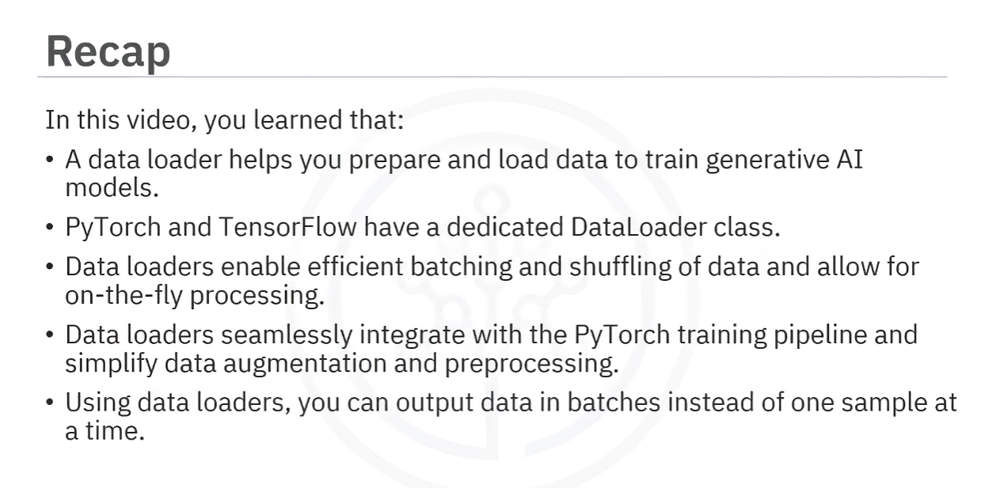 Recap
In this video, you learned that:
• A data loader helps you prepare and load data to train generative AI
models.
• PyTorch and TensorFlow have a dedicated DataLoader class.
• Data loaders enable efficient batching and shuffling of data and allow for
on-the-fly processing.
• Data loaders seamlessly integrate with the PyTorch training pipeline and
simplify data augmentation and preprocessing.
• Using data loaders, you can output data in batches instead of one sample at
a time.